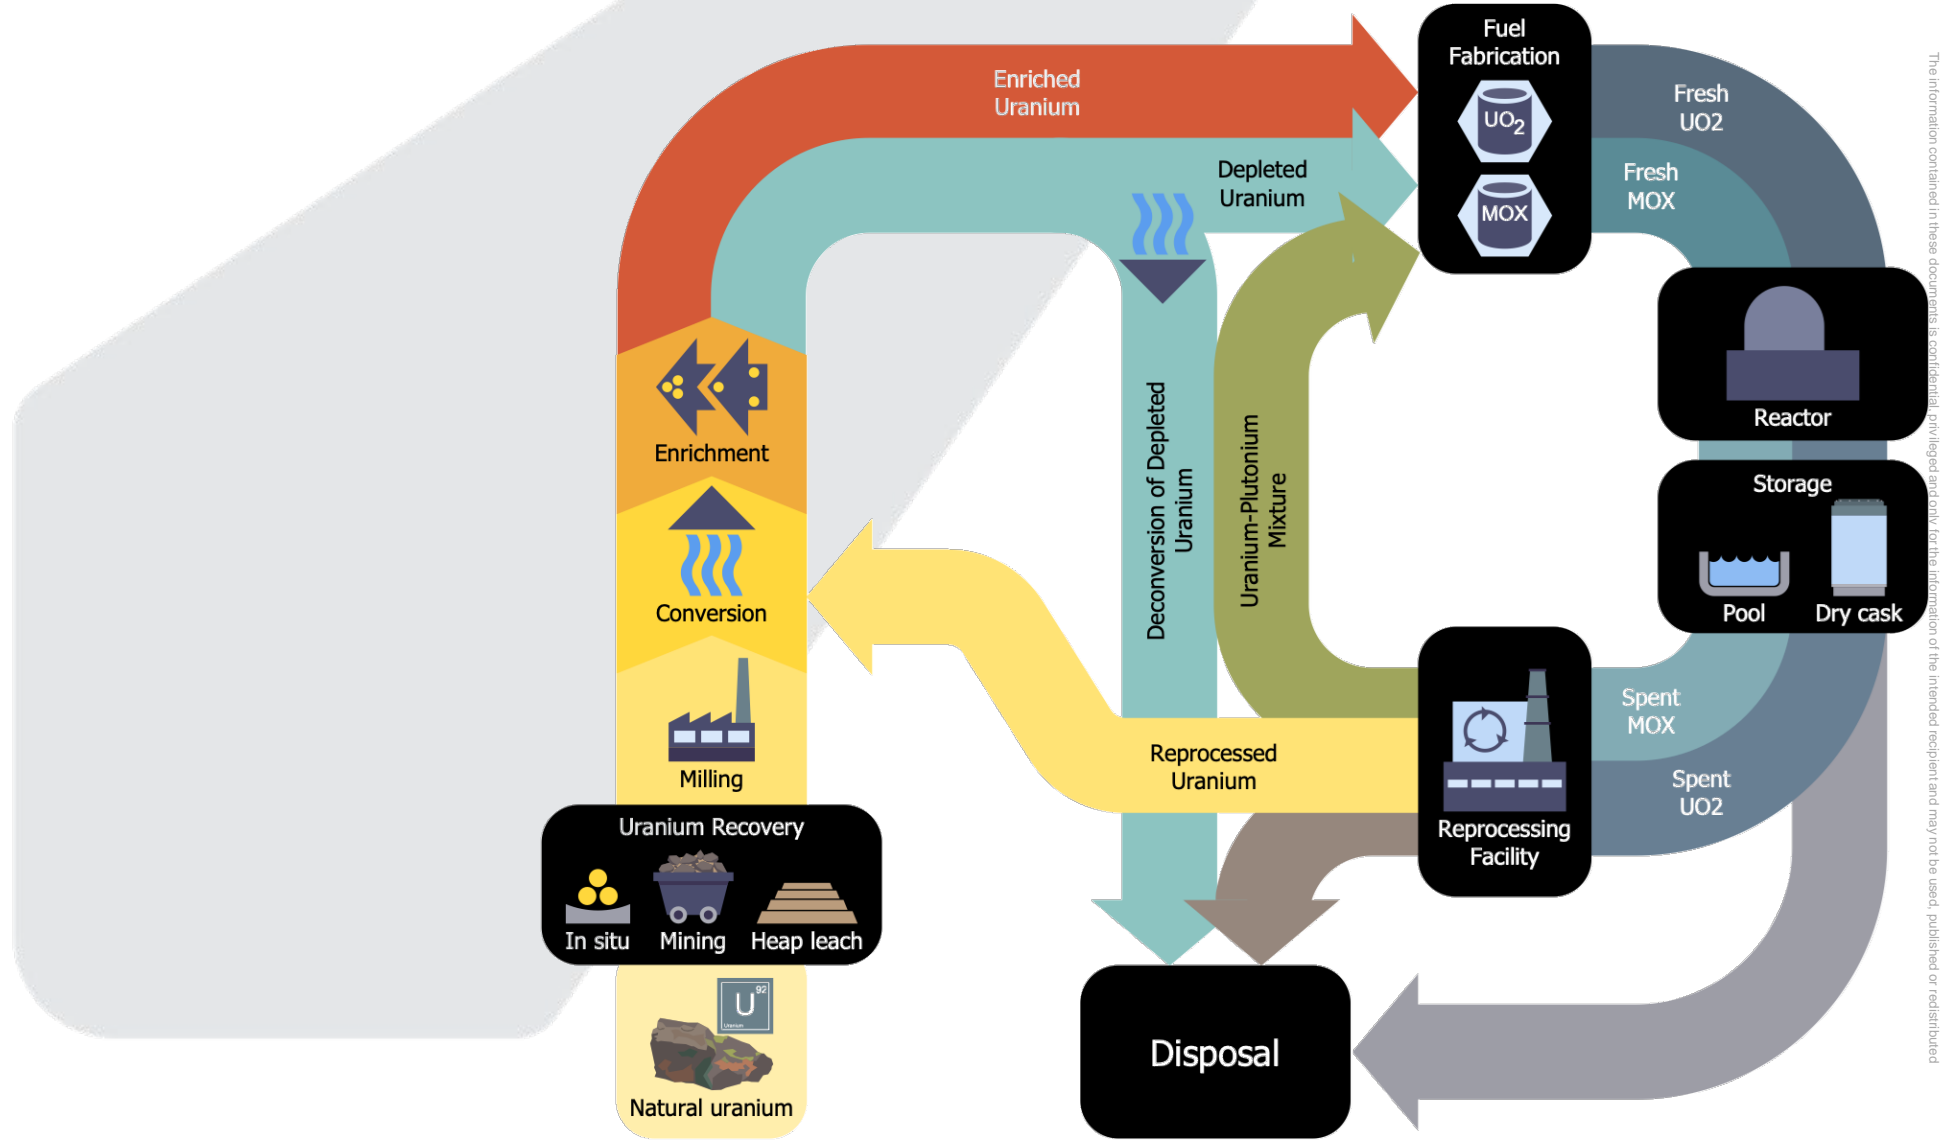 Fuel
Fabrication
UO2
MOX
Enriched
Uranium
Depleted
Uranium
Fresh
UO2
Fresh
MOX
Reactor
Storage
Pool
Dry cask
Enrichment
Conversion
Milling
Deconversion of Depleted
Uranium
Uranium-Plutonium
Mixture
Reprocessed
Uranium
Spent
MOX
Spent
UO2
Reprocessing
Facility
Uranium Recovery
In situ
Mining
Heap leach
92
U
Uranium
Natural uranium
Disposal
The information contained in these documents is confidential, privileged and only for the information of the intended recipient and may not be used, published or redistributed